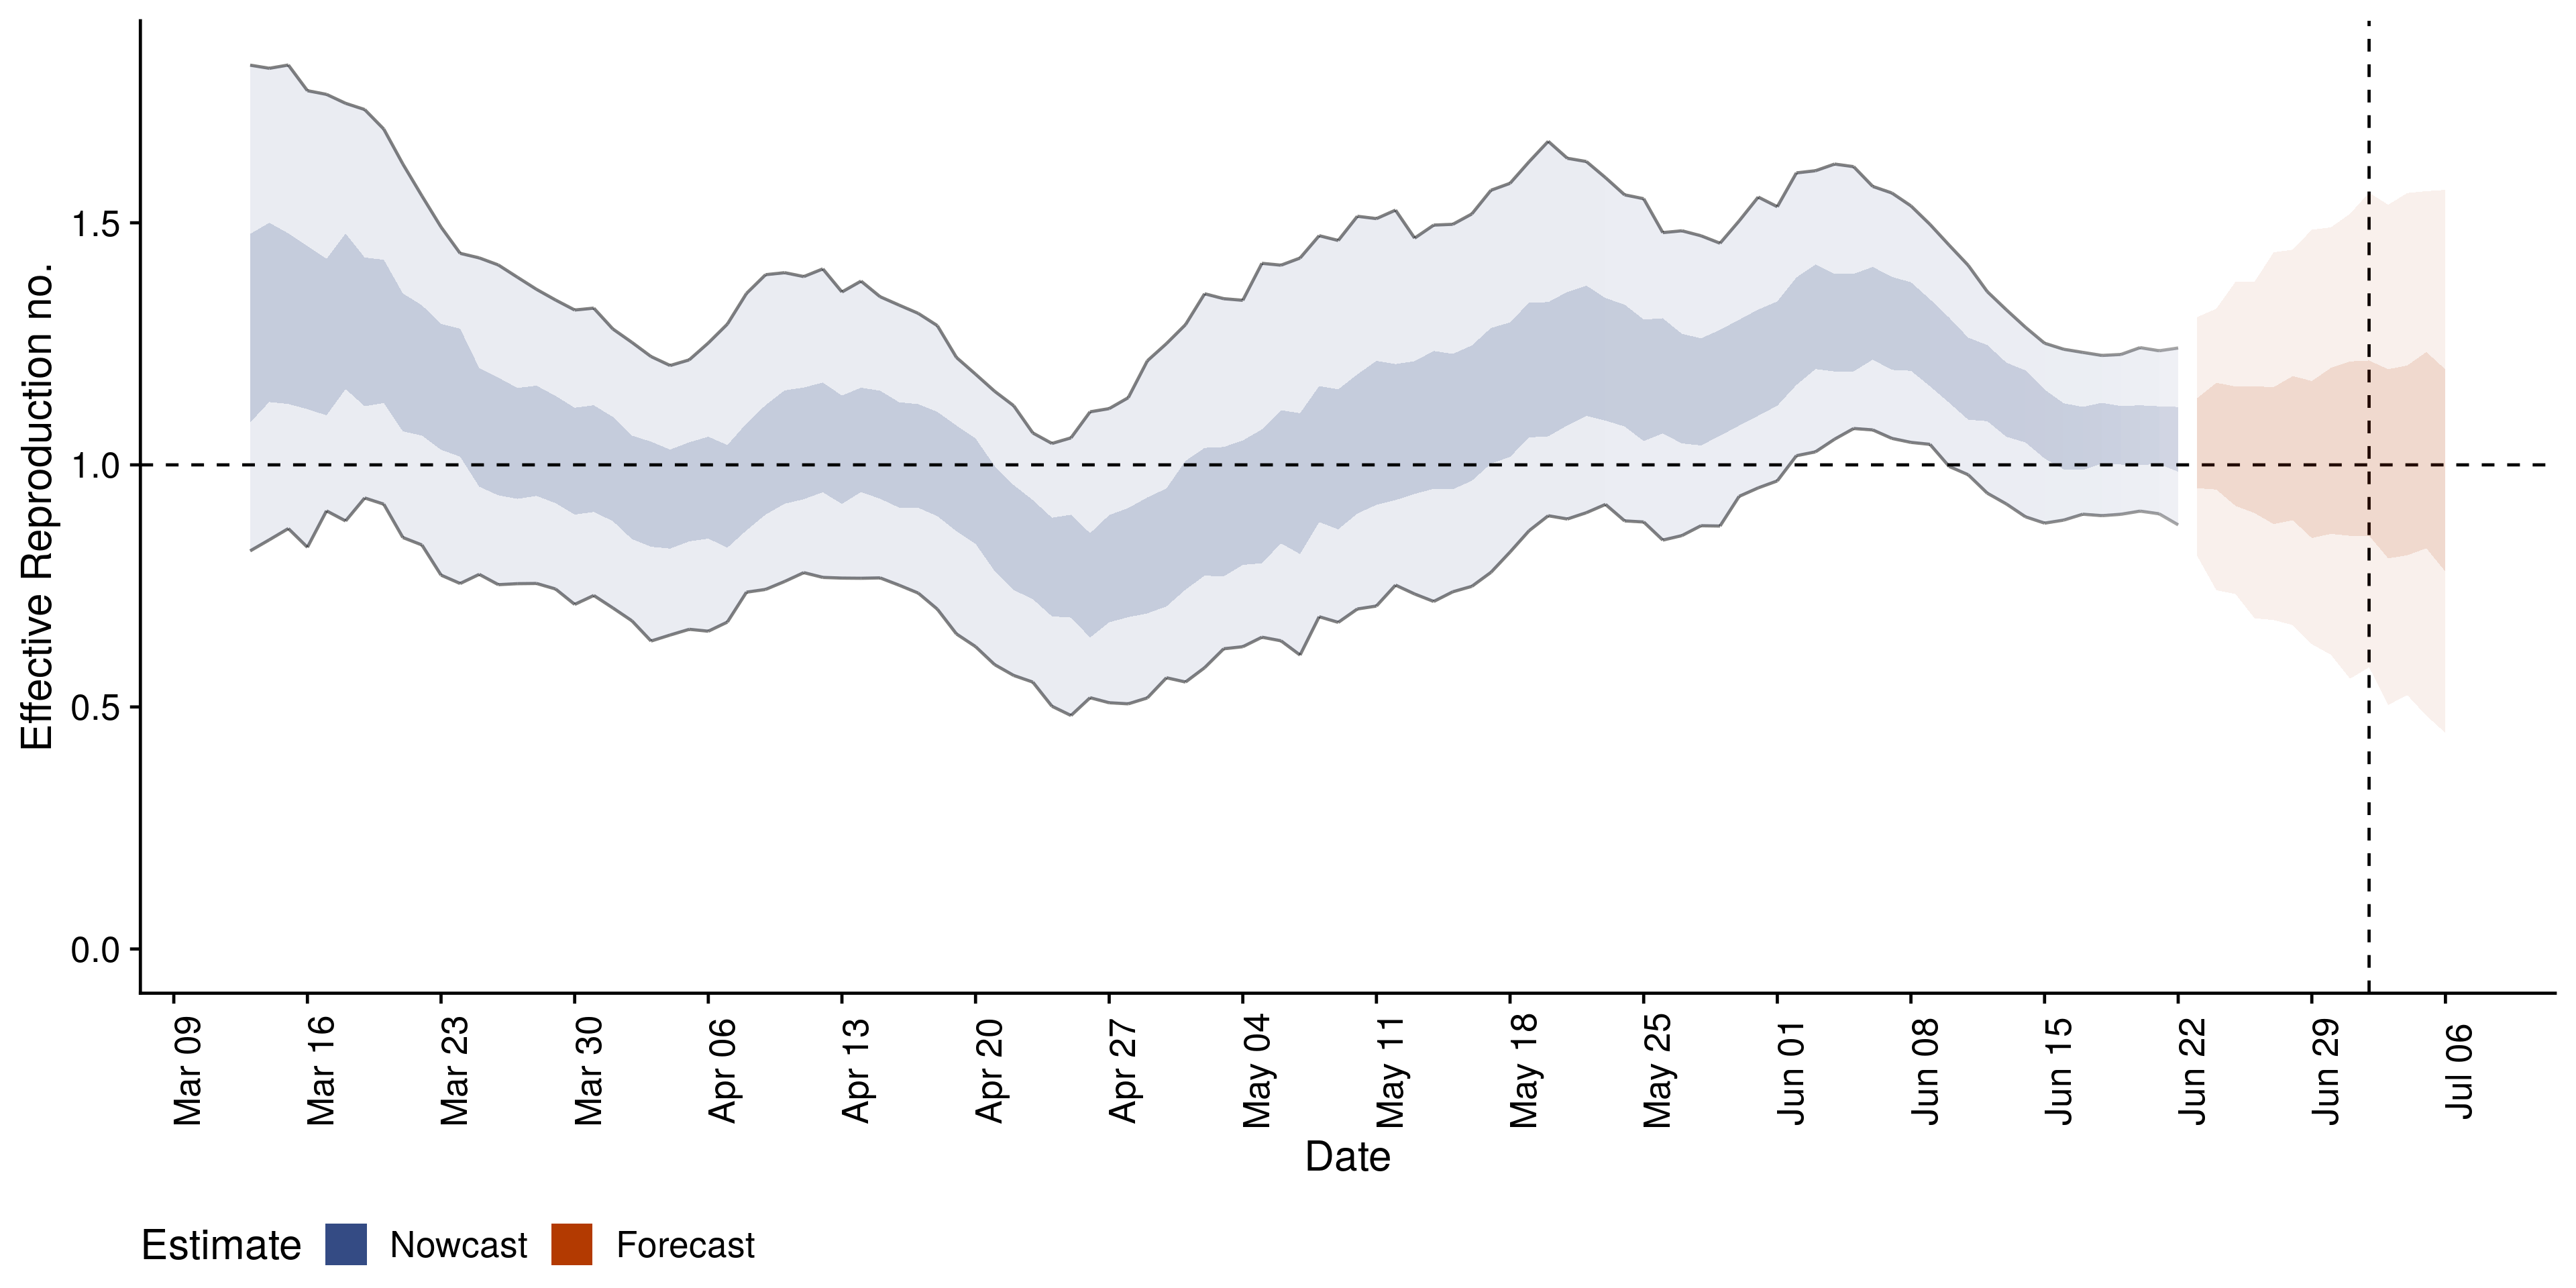 Effective Reproduction no.
1.5
1.0
0.5
0.0
Mar 09
Mar 16
Mar 23
Mar 30
Apr 06
Apr 13
Apr 20
Apr 27
May 04
May 11
May 18
May 25
Jun 01
Jun 08
Jun 15
Jun 22
Jun 29
Jul 06
Date
Estimate Nowcast Forecast